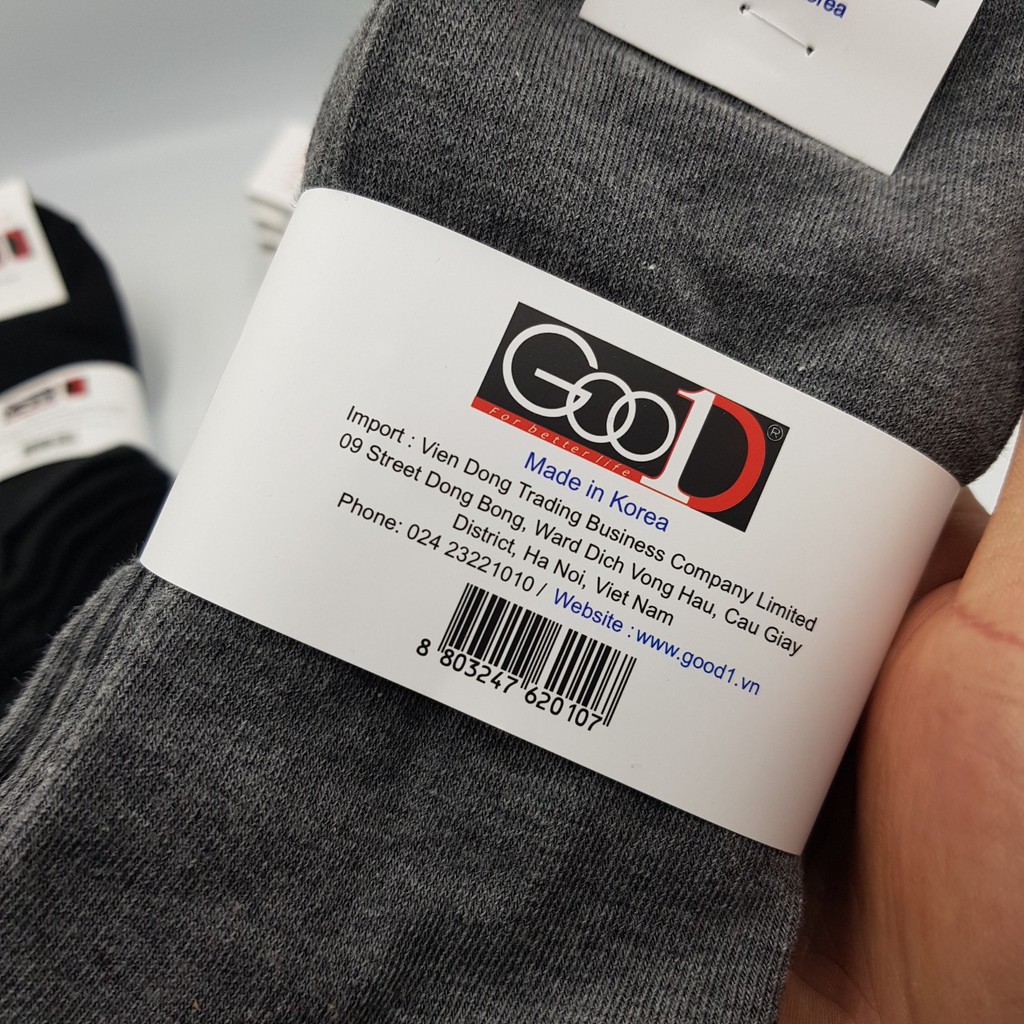 GOO1D®
For better life
Made in Korea
Import : Vien Dong Trading Business Company Limited
09 Street Dong Bong, Ward Dich Vong Hau, Cau Giay
District, Ha Noi, Viet Nam
Phone: 024 23221010 / Website : www.good1.vn
8 803247 620107